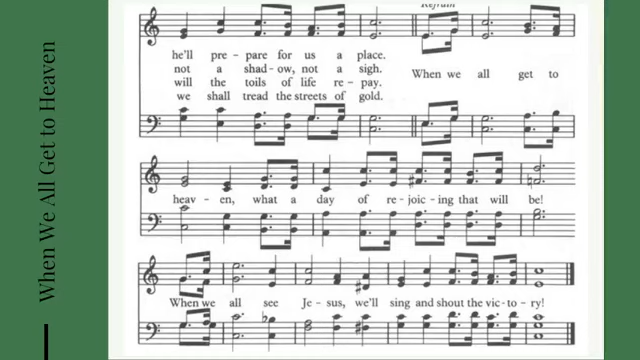 When We All Get to Heaven
Refrain
he'll pre - pare for us a place.
not a shad - ow, not a sigh.
will the toils of life re - pay.
we shall tread the streets of gold.
When we all get to
heav - en, what a day of re - joic - ing that will be!
When we all see Je - sus, we'll sing and shout the vic - to - ry!